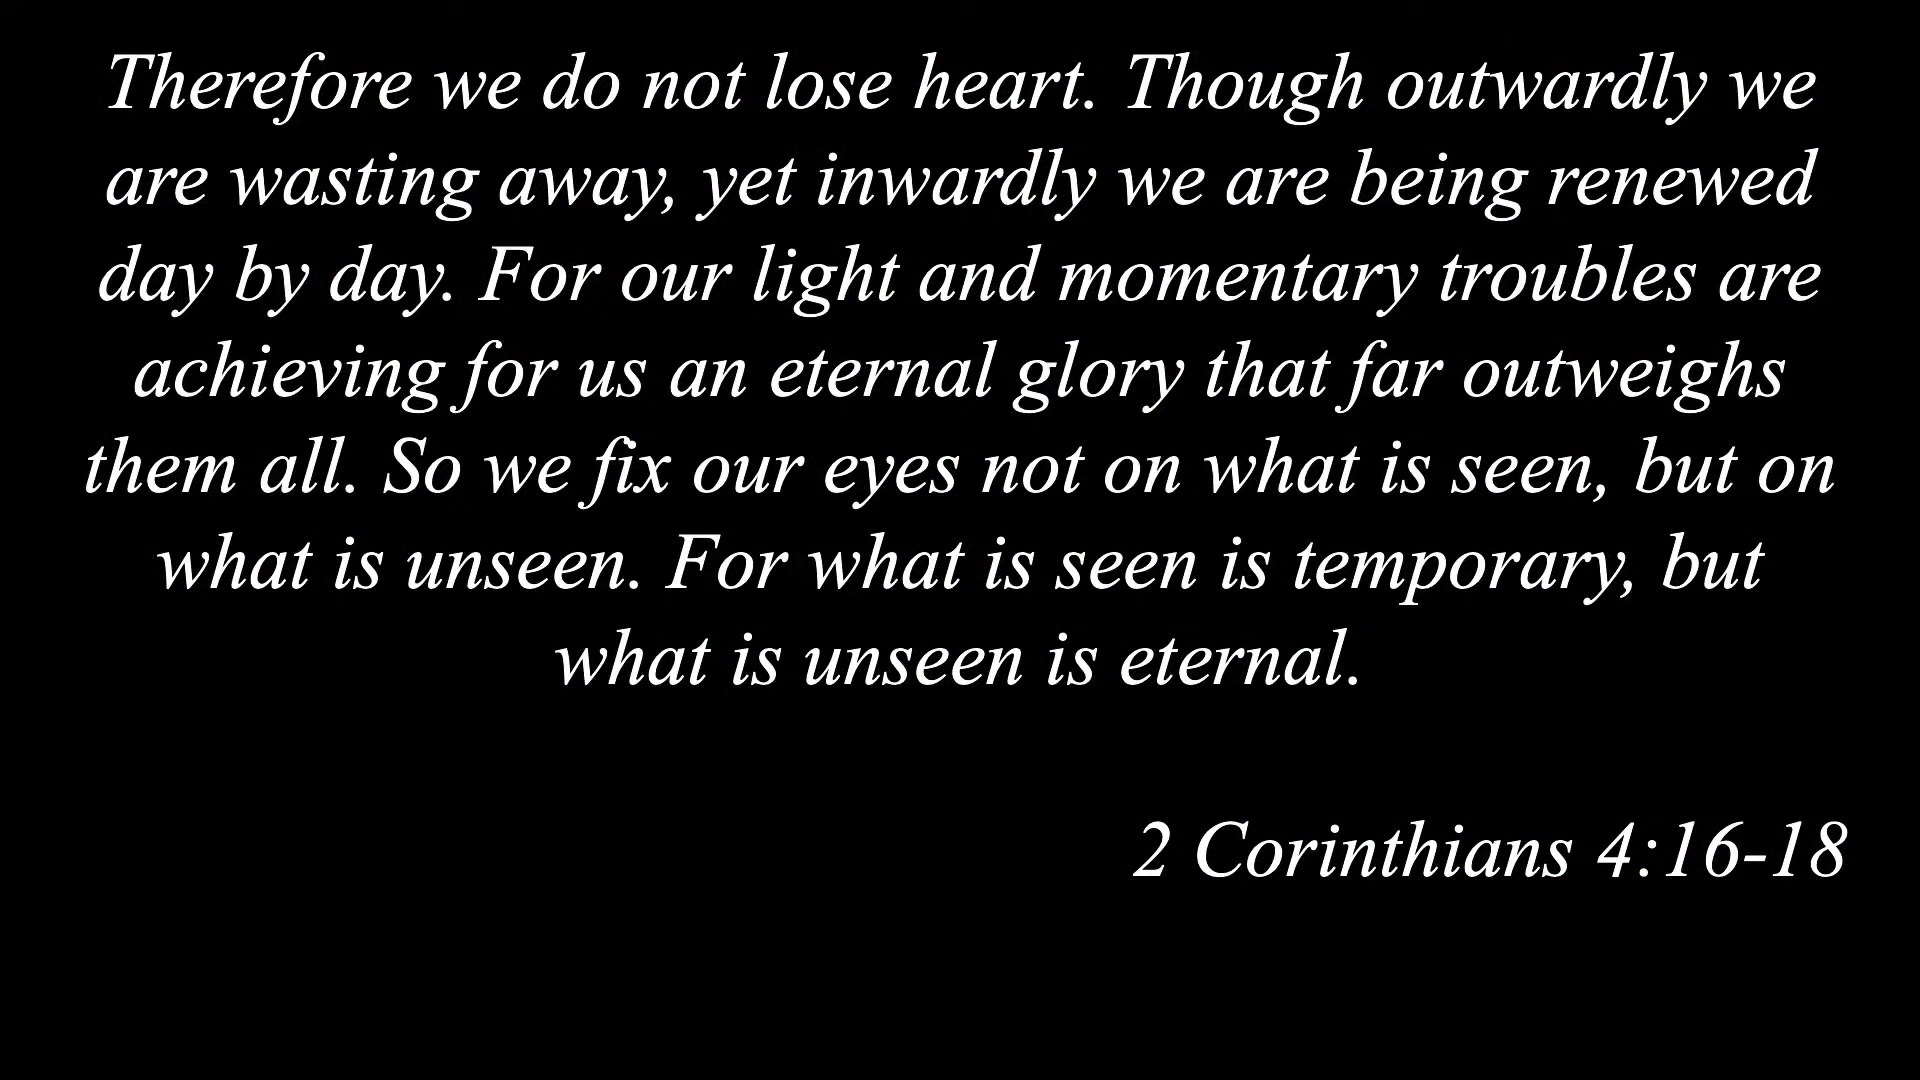 Therefore we do not lose heart. Though outwardly we
are wasting away, yet inwardly we are being renewed
day by day. For our light and momentary troubles are
achieving for us an eternal glory that far outweighs
them all. So we fix our eyes not on what is seen, but on
what is unseen. For what is seen is temporary, but
what is unseen is eternal.
2 Corinthians 4:16-18